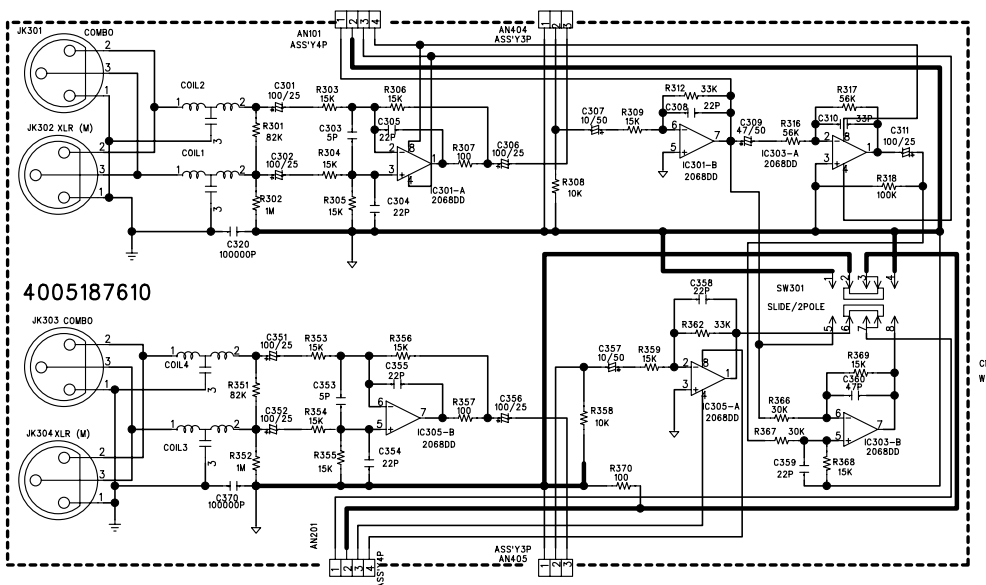 JK301
COMBO
2
3
1
JK302 XLR (M)
2
3
1
COIL2
1
2
3
COIL1
1
2
3
C301
100/25
R303
15K
R306
15K
R301
82K
C303
5P
C305
22P
C302
100/25
R304
15K
2
8
3
4
1
IC301-A
2068DD
R307
100
C306
100/25
R302
1M
R305
15K
C304
22P
C320
100000P
AN101
ASS'Y4P
1 2 3 4
AN404
ASS'Y3P
1 2 3
C307
10/50
R309
15K
R308
10K
R312
33K
C308
22P
6
5
7
IC301-B
2068DD
C309
47/50
R316
56K
R317
56K
C310
33P
2
8
3
4
1
IC303-A
2068DD
C311
100/25
R318
100K
4005187610
JK303 COMBO
2
3
1
JK304 XLR (M)
2
3
1
1
2
COIL4
3
1
2
COIL3
3
C351
100/25
R353
15K
R356
15K
R351
82K
C353
5P
C355
22P
C352
100/25
R354
15K
6
5
7
IC305-B
2068DD
R357
100
C356
100/25
R352
1M
R355
15K
C354
22P
C370
100000P
C357
10/50
R359
15K
R358
10K
C358
22P
R362
33K
2
8
3
4
1
IC305-A
2068DD
R370
100
SW301
SLIDE/2POLE
1
2
3
4
5
6
7
8
R366
30K
R367
30K
R369
15K
C360
47P
6
5
7
IC303-B
2068DD
C359
22P
R368
15K
AN201
1 2 3 4
ASS'Y4P
ASS'Y3P
AN405
1 2 3
C
W